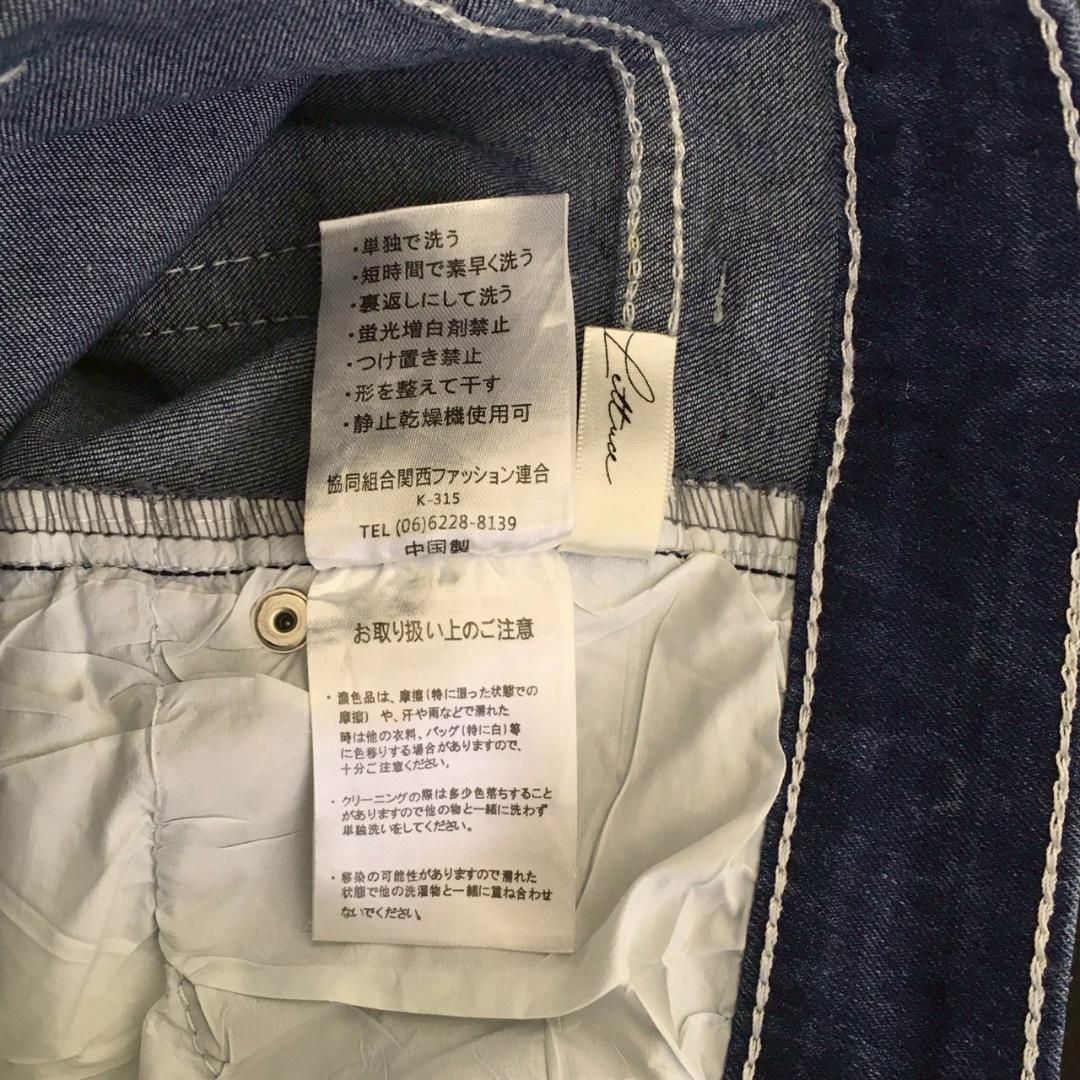 ・単独で洗う
・短時間で素早く洗う
・裏返しにして洗う
・蛍光増白剤禁止
・つけ置き禁止
・形を整えて干す
・静止乾燥機使用可
協同組合関西ファッション連合
K-315
TEL (06)6228-8139
中国製
Lettuce
お取り扱い上のご注意
・濃色品は、摩擦(特に湿った状態での
摩擦) や、汗や雨などで濡れた
時は他の衣料、バッグ(特に白)等
に色移りする場合がありますので、
十分ご注意ください。
・クリーニングの際は多少色落ちすること
がありますので他の物と一緒に洗わず
単独洗いをしてください。
・移染の可能性がありますので濡れた
状態で他の洗濯物と一緒に重ね合わせ
ないでください。